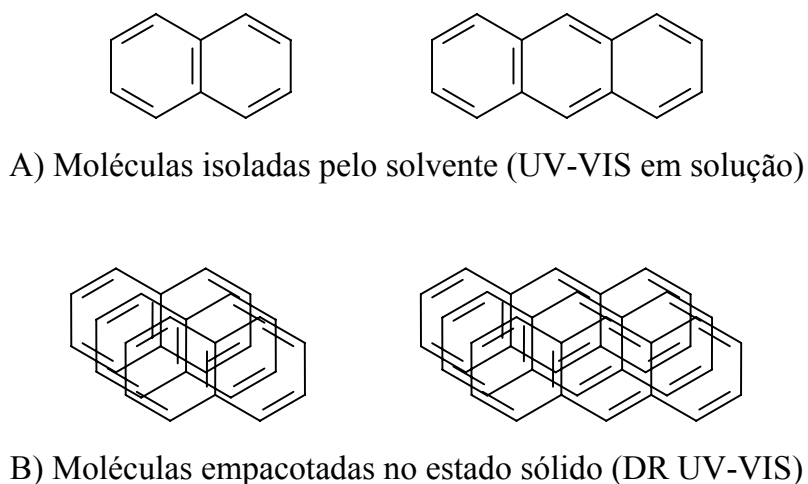 A) Moléculas isoladas pelo solvente (UV-VIS em solução)
B) Moléculas empacotadas no estado sólido (DR UV-VIS)